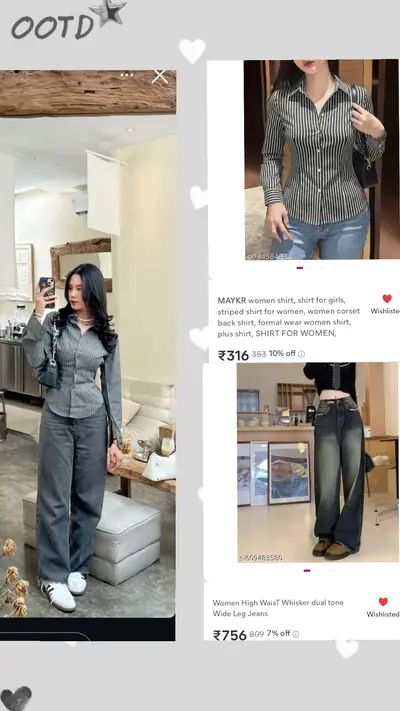 OOTD
MAYKR women shirt, shirt for girls,
striped shirt for women, women corset
back shirt, formal wear women shirt,
plus shirt, SHIRT FOR WOMEN,
Wishliste
₹316 353 10% off
Women High WaisT Whisker dual tone
Wide Leg Jeans
Wishlisted
₹756 809 7% off